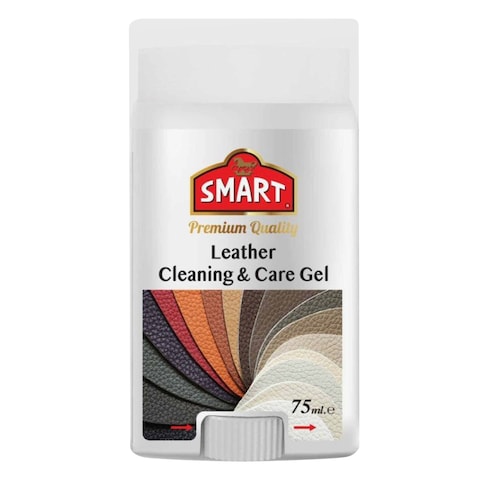 SMART.
Premium Quality
Leather
Cleaning & Care Gel
75ml.e